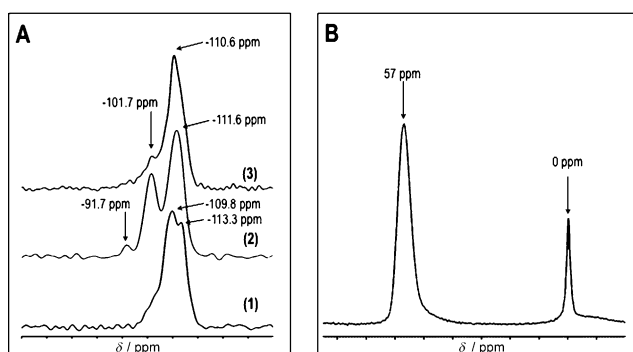 A
-110.6 ppm
-101.7 ppm
-111.6 ppm
(3)
-91.7 ppm
-109.8 ppm
-113.3 ppm
(2)
(1)
δ / ppm
B
57 ppm
0 ppm
δ / ppm